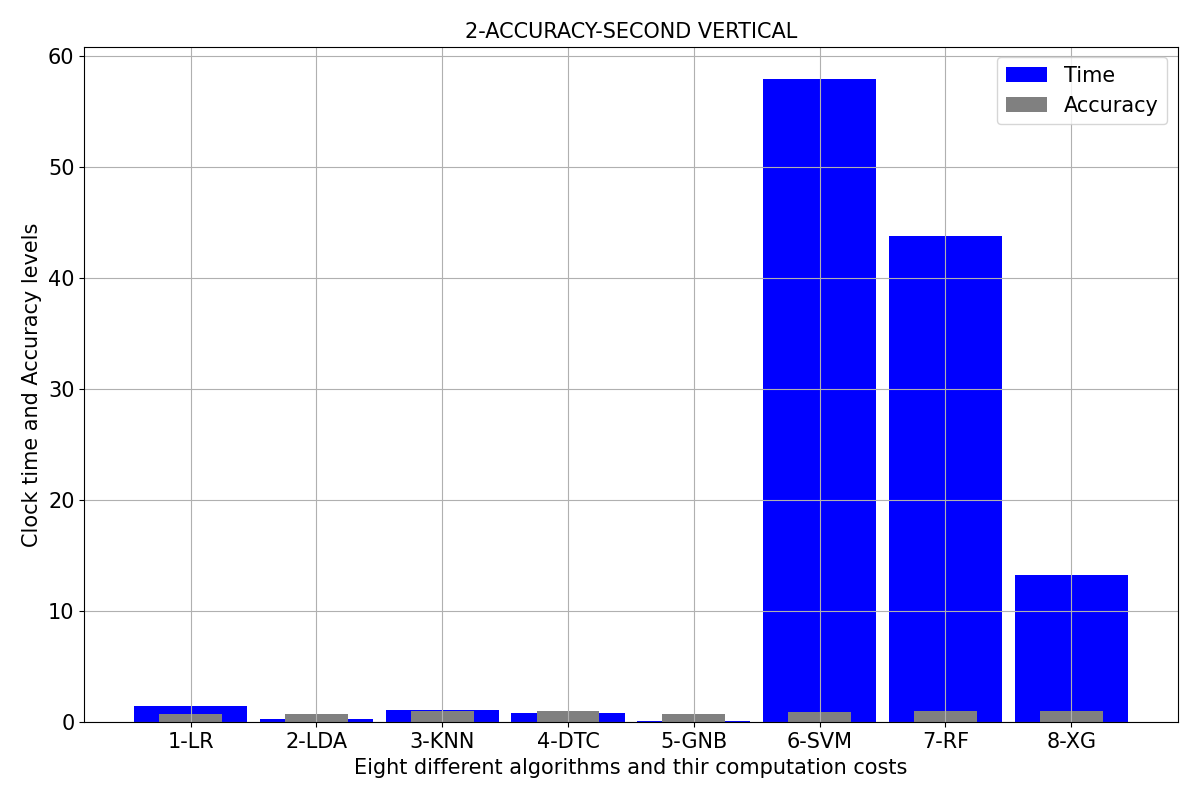 2-ACCURACY-SECOND VERTICAL
Time
Accuracy
Clock time and Accuracy levels
60
50
40
30
20
10
0
1-LR
2-LDA
3-KNN
4-DTC
5-GNB
6-SVM
7-RF
8-XG
Eight different algorithms and thir computation costs